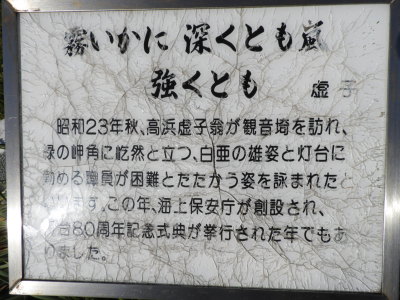 霧いかに 深くとも嵐
強くとも 虚子
昭和23年秋、高浜虚子翁が観音埼を訪れ、
緑の岬角に屹然と立つ、白亜の雄姿と灯台に
勤める職員が困難とたたかう姿を詠まれたと
います。この年、海上保安庁が創設され、
台80周年記念式典が挙行された年でもあ
りました。